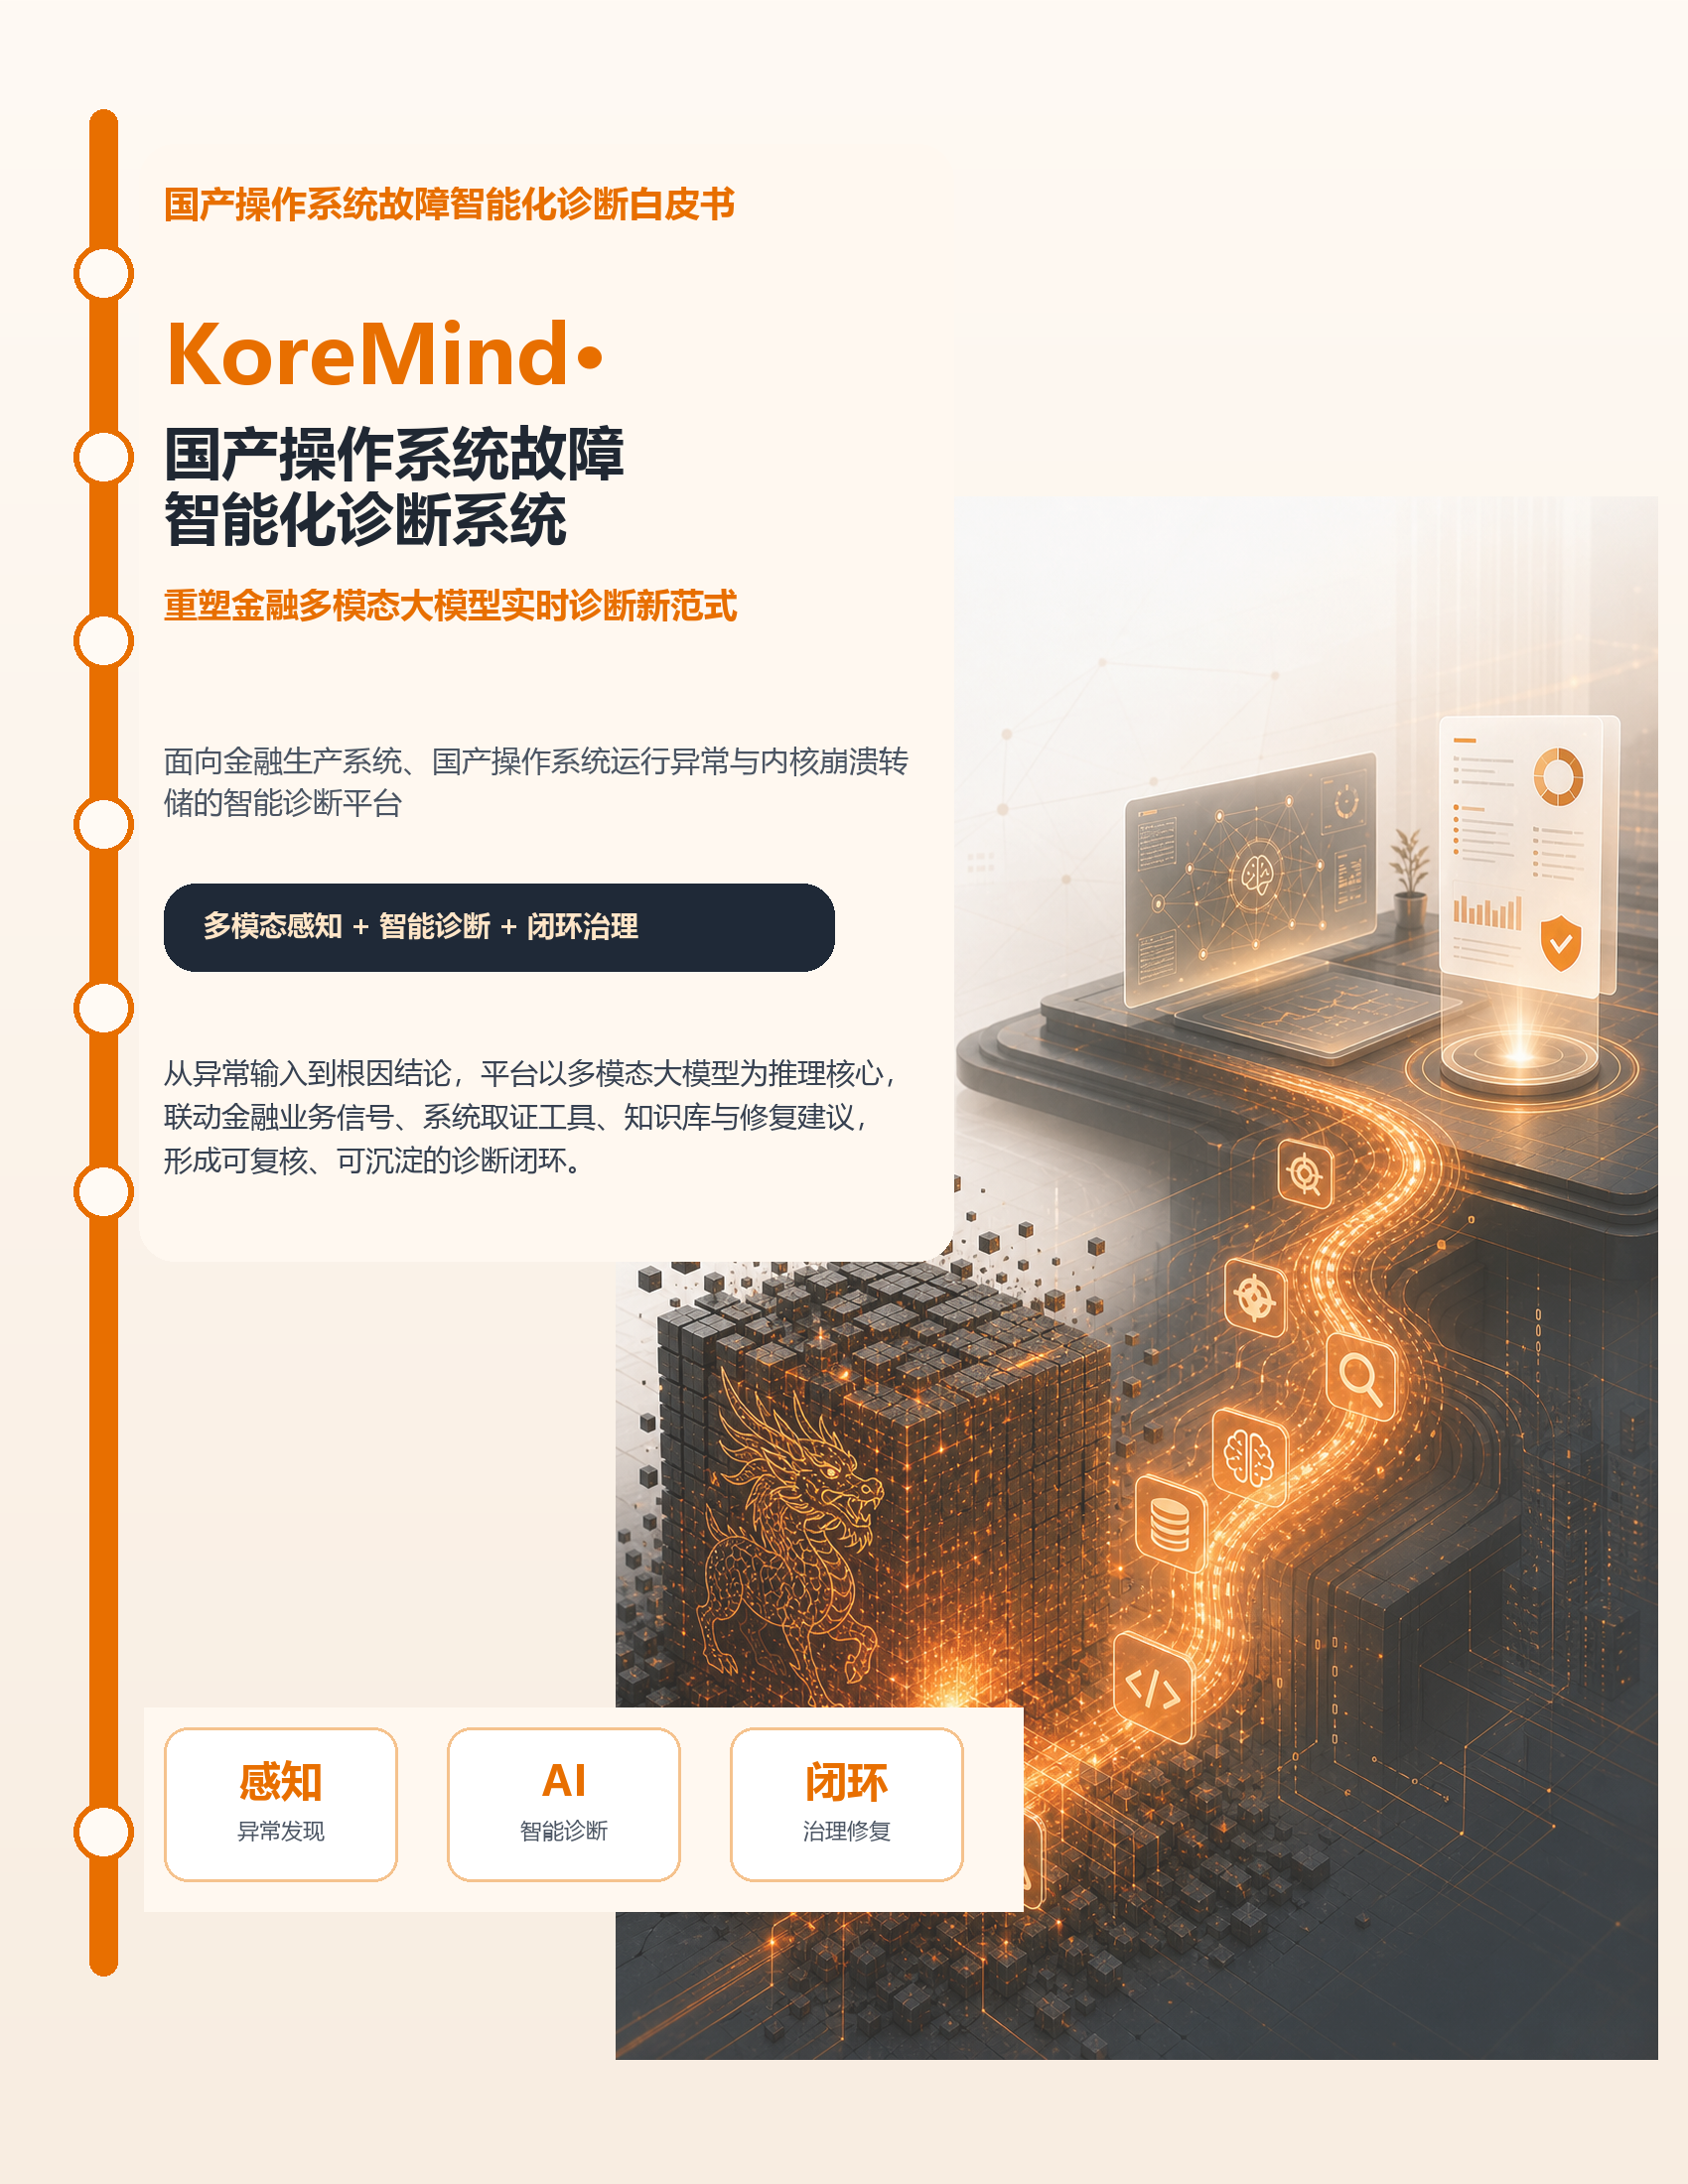 国产操作系统故障智能化诊断白皮书
KoreMind•
国产操作系统故障
智能化诊断系统
重塑金融多模态大模型实时诊断新范式
面向金融生产系统、国产操作系统运行异常与内核崩溃转
储的智能诊断平台
多模态感知 + 智能诊断 + 闭环治理
从异常输入到根因结论，平台以多模态大模型为推理核心，
联动金融业务信号、系统取证工具、知识库与修复建议，
形成可复核、可沉淀的诊断闭环。
</>
感知
异常发现
AI
智能诊断
闭环
治理修复